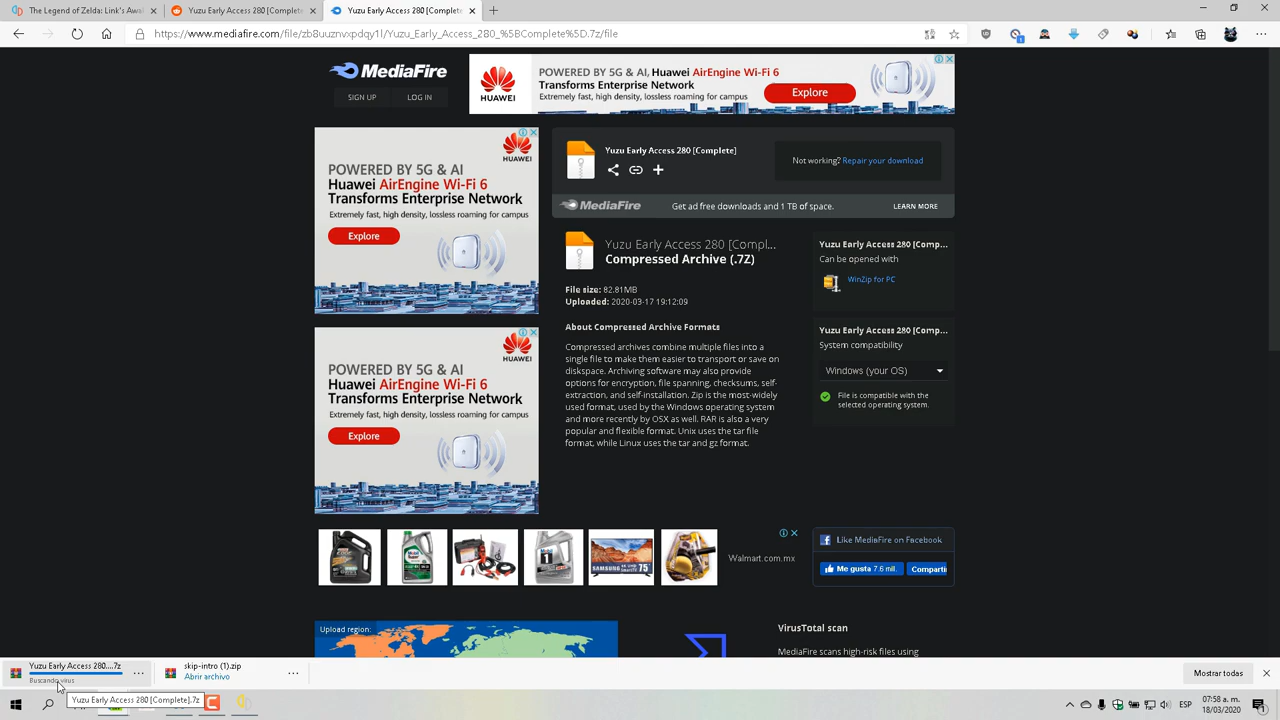 The Legend of Zelda: Link's Awa
Yuzu Early Access 280 [Complete
Yuzu Early Access 280 [Complete]
https://www.mediafire.com/file/zb8uuznvxpdqy1l/Yuzu_Early_Access_280_%5BComplete%5D.7z/file
MediaFire
SIGN UP
LOG IN
HUAWEI
POWERED BY 5G & AI, Huawei AirEngine Wi-Fi 6
Transforms Enterprise Network
Extremely fast, high density, lossless roaming for campus
Explore
HUAWEI
POWERED BY 5G & AI
Huawei AirEngine Wi-Fi 6
Transforms Enterprise Network
Extremely fast, high density, lossless roaming for campus
Explore
Yuzu Early Access 280 [Complete]
Not working? Repair your download
MediaFire
Get ad free downloads and 1 TB of space.
LEARN MORE
Yuzu Early Access 280 [Compl...
Compressed Archive (.7Z)
File size: 82.81MB
Uploaded: 2020-03-17 19:12:09
About Compressed Archive Formats
Compressed archives combine multiple files into a
single file to make them easier to transport or save on
diskspace. Archiving software may also provide
options for encryption, file spanning, checksums, self-
extraction, and self-installation. Zip is the most-widely
used format, used by the Windows operating system
and more recently by OSX as well. RAR is also a very
popular and flexible format. Unix uses the tar file
format, while Linux uses the tar and gz format.
Yuzu Early Access 280 [Comp...
Can be opened with
WinZip for PC
Yuzu Early Access 280 [Comp...
System compatibility
Windows (your OS)
File is compatible with the
selected operating system.
HUAWEI
POWERED BY 5G & AI
Huawei AirEngine Wi-Fi 6
Transforms Enterprise Network
Extremely fast, high density, lossless roaming for campus
Explore
Mobil
SAMSUNG
75
Walmart.com.mx
Like MediaFire on Facebook
Me gusta 7.6 mil.
Comparti
Upload region:
VirusTotal scan
MediaFire scans high-risk files using
Yuzu Early Access 280....7z
Buscando virus
skip-intro (1).zip
Abrir archivo
Mostrar todas
Yuzu Early Access 280 [Complete].7z
ESP
07:58 a. m.
18/03/2020